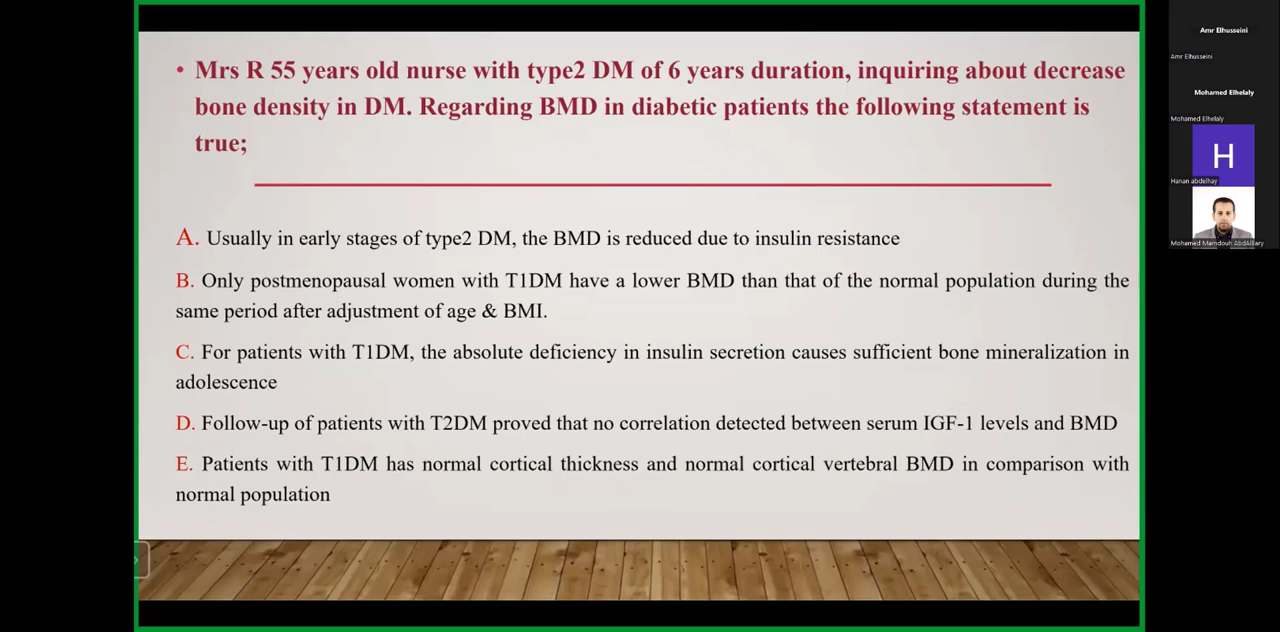 • Mrs R 55 years old nurse with type2 DM of 6 years duration, inquiring about decrease
bone density in DM. Regarding BMD in diabetic patients the following statement is
true;
A. Usually in early stages of type2 DM, the BMD is reduced due to insulin resistance
B. Only postmenopausal women with T1DM have a lower BMD than that of the normal population during the
same period after adjustment of age & BMI.
C. For patients with T1DM, the absolute deficiency in insulin secretion causes sufficient bone mineralization in
adolescence
D. Follow-up of patients with T2DM proved that no correlation detected between serum IGF-1 levels and BMD
E. Patients with T1DM has normal cortical thickness and normal cortical vertebral BMD in comparison with
normal population
Amr Elhusseini
Amr Elhusseini
Mohamed Elhelaly
Mohamed Elhelaly
H
Hanan abdelhay
Mohamed Mamdouh AbdAlBary